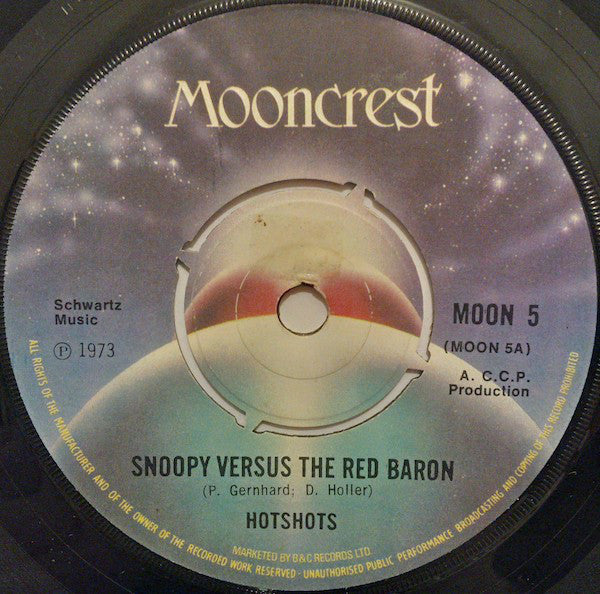 Mooncrest
Schwartz
Music
℗ 1973
MOON 5
(MOON 5A)
A. C.C.P.
Production
SNOOPY VERSUS THE RED BARON
(P. Gernhard; D. Holler)
HOTSHOTS
MARKETED BY B&C RECORDS LTD.
ALL RIGHTS OF THE MANUFACTURER AND OF THE OWNER OF THE RECORDED WORK RESERVED - UNAUTHORISED PUBLIC PERFORMANCE BROADCASTING AND COPYING OF THIS RECORD PROHIBITED